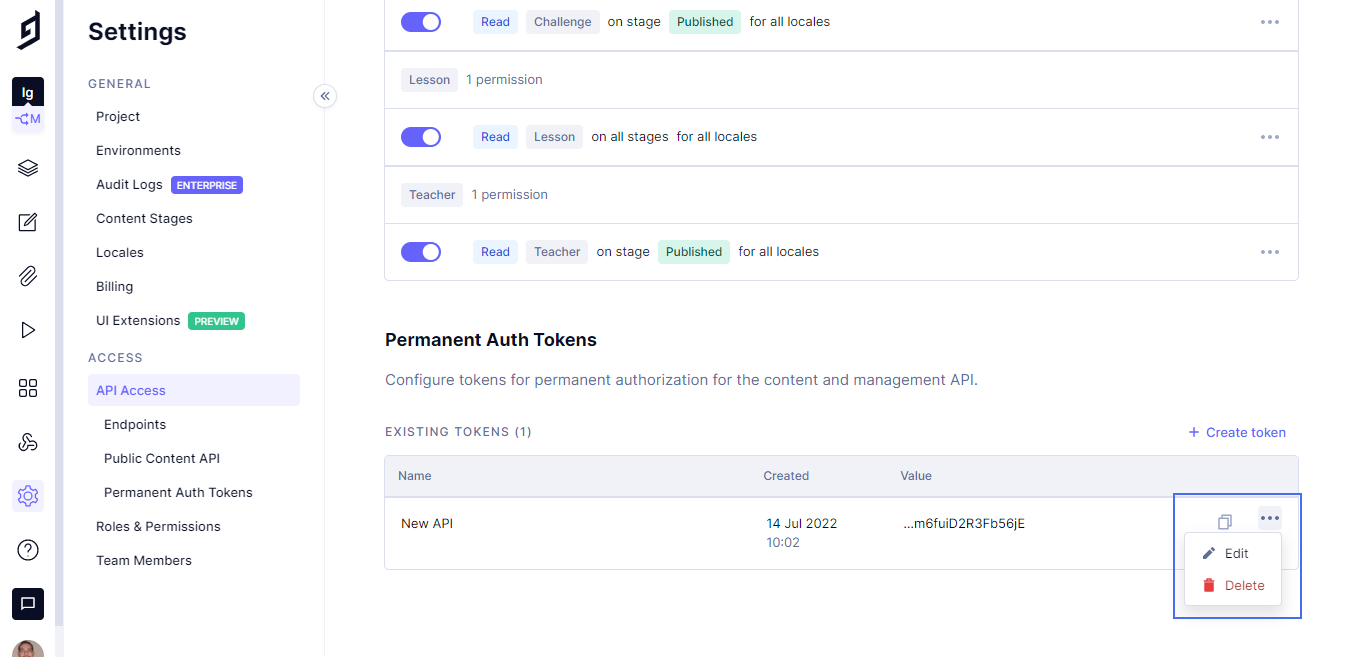 Settings
lg
M
GENERAL
Project
Environments
Audit Logs ENTERPRISE
Content Stages
Locales
Billing
UI Extensions PREVIEW
ACCESS
API Access
Endpoints
Public Content API
Permanent Auth Tokens
Roles & Permissions
Team Members
Read Challenge on stage Published for all locales
Lesson 1 permission
Read Lesson on all stages for all locales
Teacher 1 permission
Read Teacher on stage Published for all locales
Permanent Auth Tokens
Configure tokens for permanent authorization for the content and management API.
EXISTING TOKENS (1)
+ Create token
Name Created Value
New API 14 Jul 2022 ...m6fuiD2R3Fb56jE
10:02
Edit
Delete